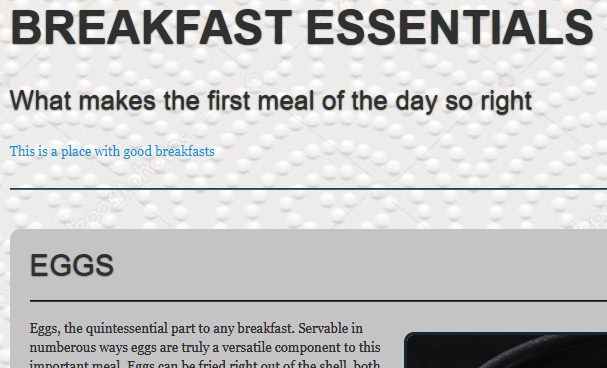 BREAKFAST ESSENTIALS
What makes the first meal of the day so right
This is a place with good breakfasts
EGGS
Eggs, the quintessential part to any breakfast. Servable in
numberous ways eggs are truly a versatile component to this
important meal. Eggs can be fried right out of the shell, both